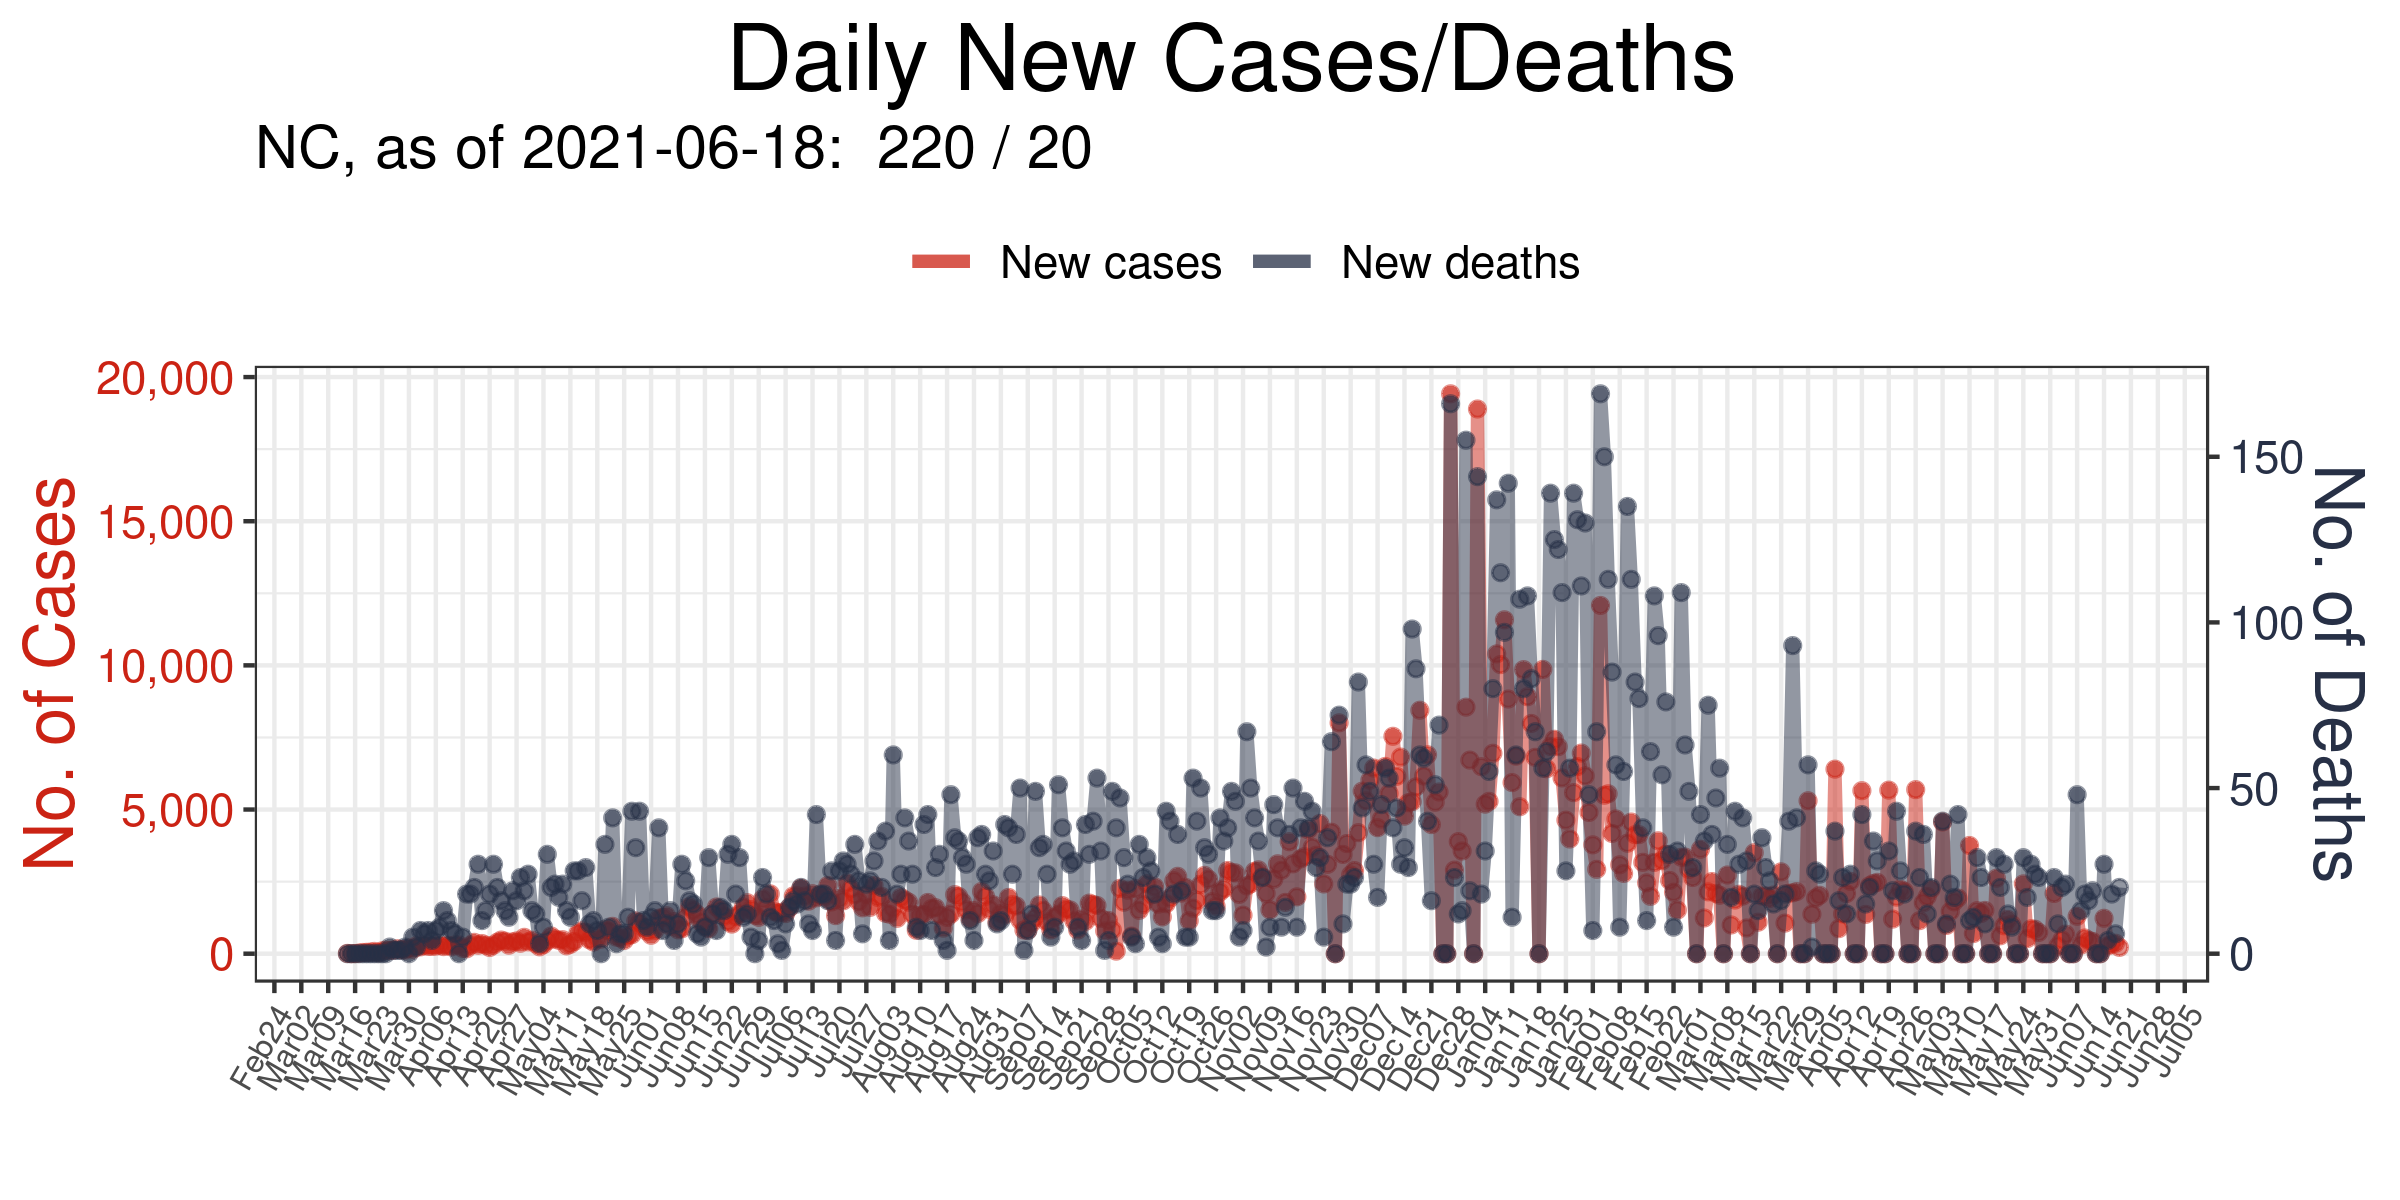 Daily New Cases/Deaths
NC, as of 2021-06-18: 220 / 20
New cases
New deaths
No. of Cases
20,000
15,000
10,000
5,000
0
150
100
50
0
No. of Deaths
Feb24
Mar02
Mar09
Mar16
Mar23
Mar30
Apr06
Apr13
Apr20
Apr27
May04
May11
May18
May25
Jun01
Jun08
Jun15
Jun22
Jun29
Jul06
Jul13
Jul20
Jul27
Aug03
Aug10
Aug17
Aug24
Aug31
Sep07
Sep14
Sep21
Sep28
Oct05
Oct12
Oct19
Oct26
Nov02
Nov09
Nov16
Nov23
Nov30
Dec07
Dec14
Dec21
Dec28
Jan04
Jan11
Jan18
Jan25
Feb01
Feb08
Feb15
Feb22
Mar01
Mar08
Mar15
Mar22
Mar29
Apr05
Apr12
Apr19
Apr26
May03
May10
May17
May24
May31
Jun07
Jun14
Jun21
Jun28
Jul05